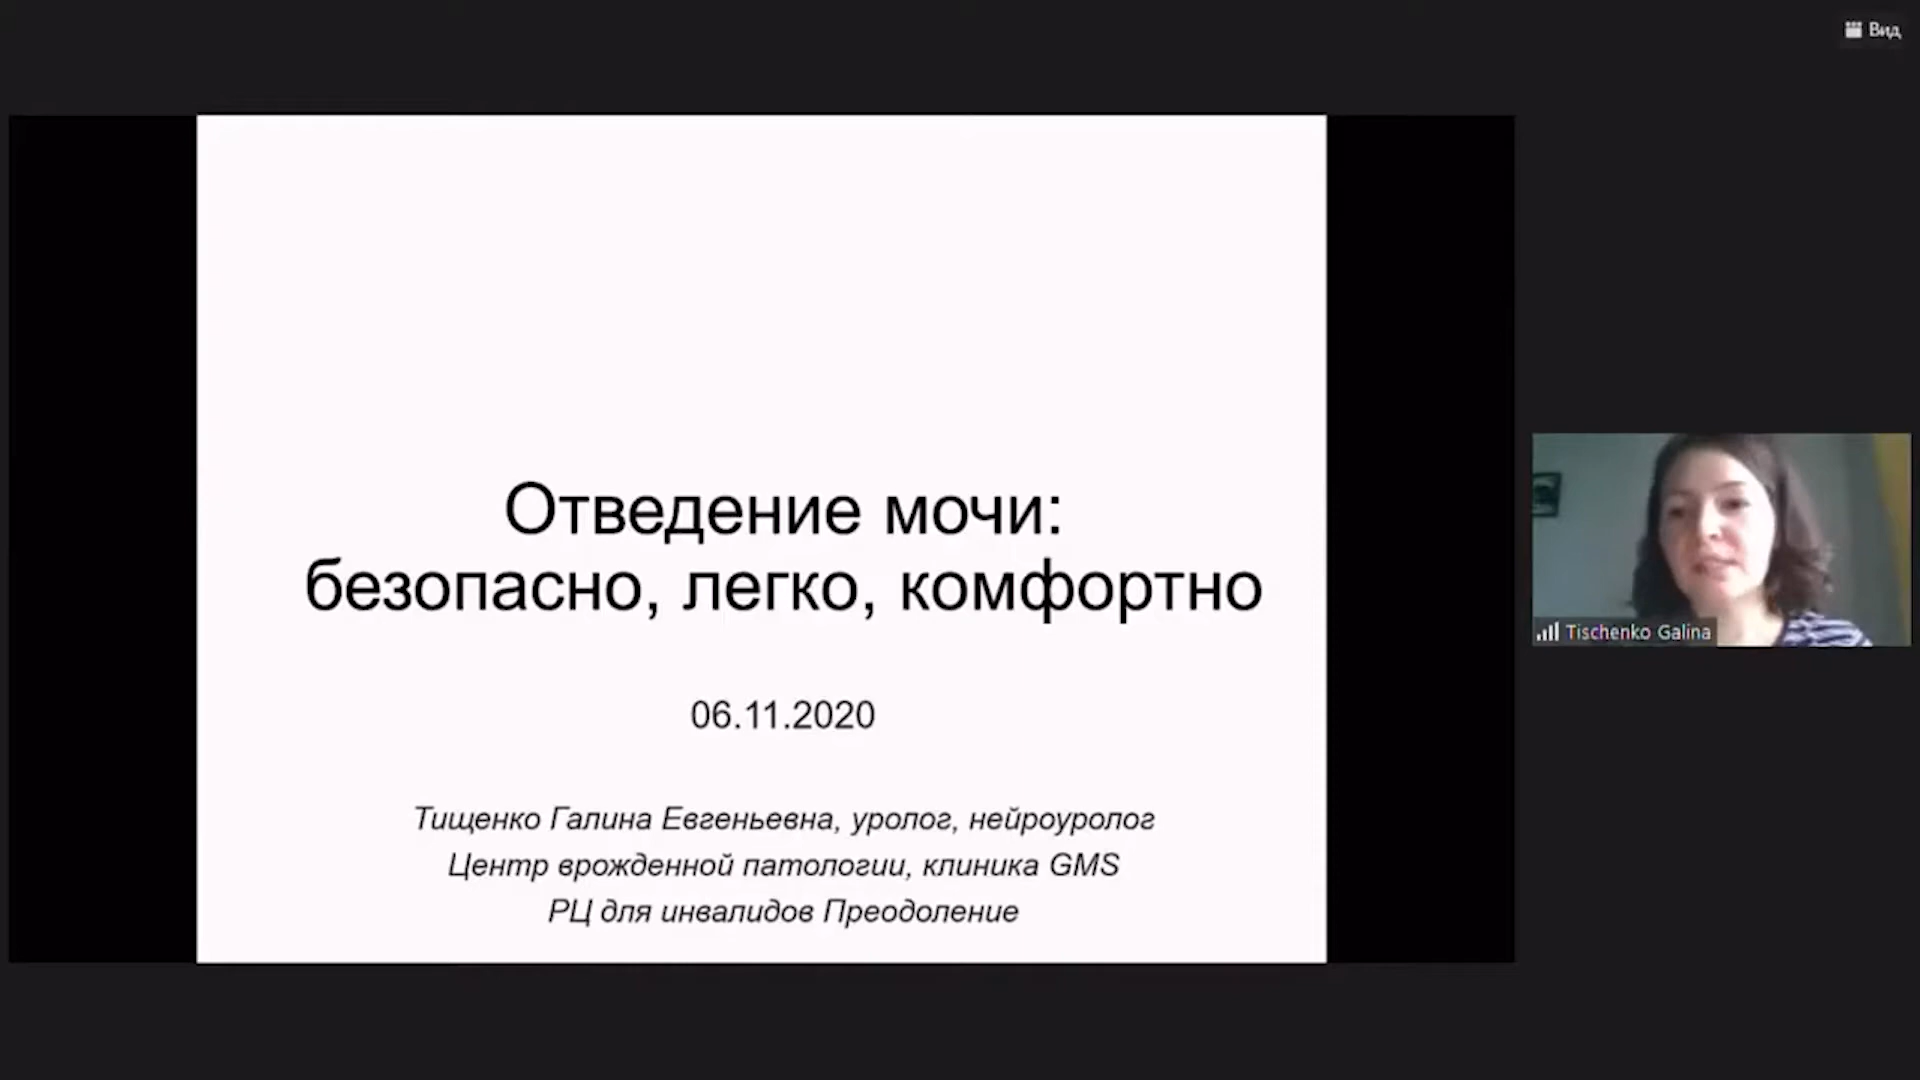 Вид
Отведение мочи:
безопасно, легко, комфортно
06.11.2020
Тищенко Галина Евгеньевна, уролог, нейроуролог
Центр врожденной патологии, клиника GMS
РЦ для инвалидов Преодоление
Tischenko Galina